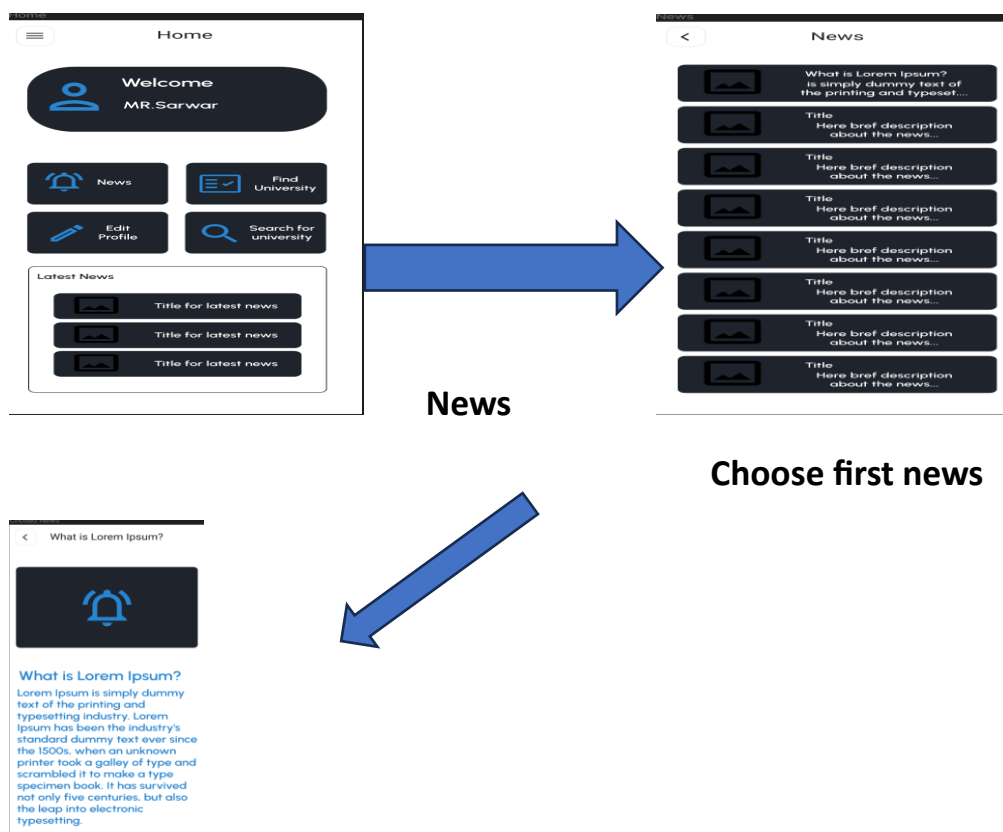 Home
Home
Welcome
MR.Sarwar
News
Find
University
Edit
Profile
Search for
university
Latest News
Title for latest news
Title for latest news
Title for latest news
News
News
News
What is Lorem Ipsum?
is simply dummy text of
the printing and typeset....
Title
Here bref description
about the news...
Title
Here bref description
about the news...
Title
Here bref description
about the news...
Title
Here bref description
about the news...
Title
Here bref description
about the news...
Title
Here bref description
about the news...
Title
Here bref description
about the news...
Choose first news
What is Lorem Ipsum?
What is Lorem Ipsum?
Lorem Ipsum is simply dummy
text of the printing and
typesetting industry. Lorem
Ipsum has been the industry's
standard dummy text ever since
the 1500s, when an unknown
printer took a galley of type and
scrambled it to make a type
specimen book. It has survived
not only five centuries, but also
the leap into electronic
typesetting.